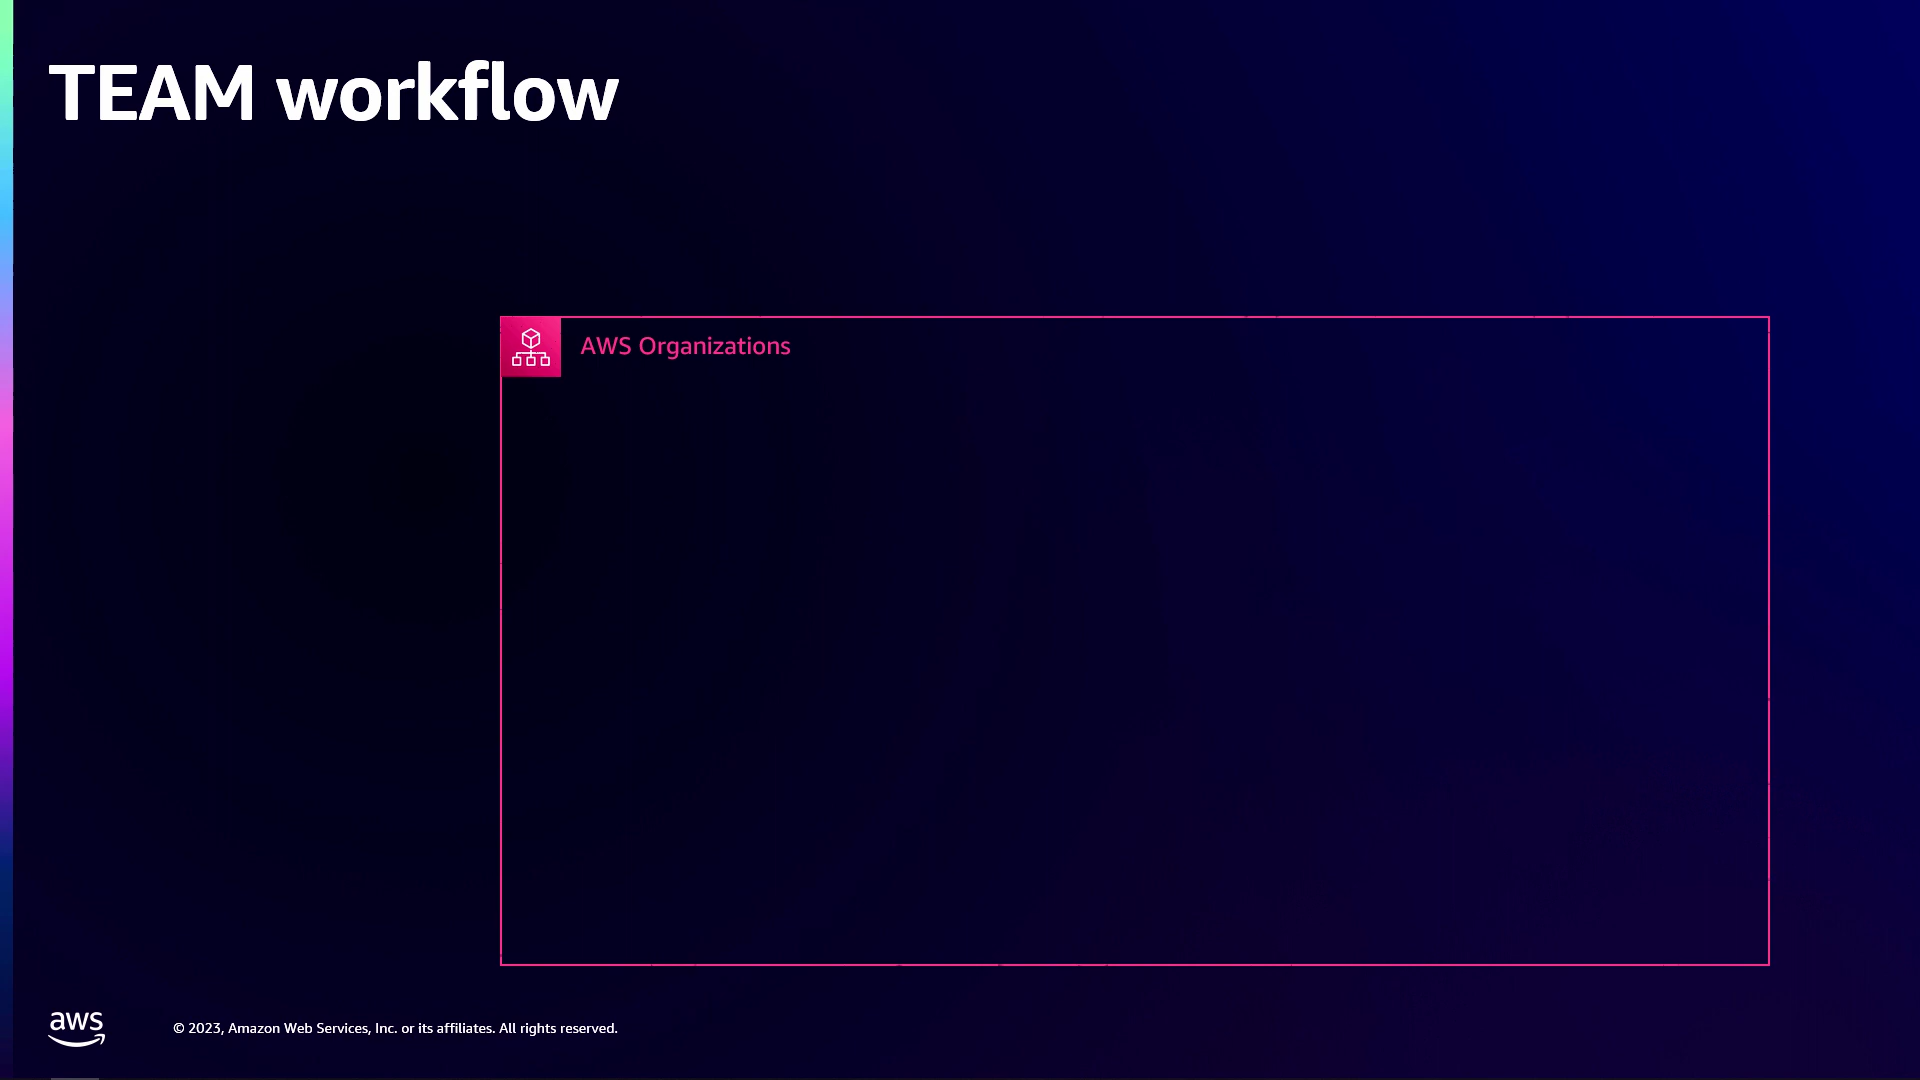 TEAM workflow
AWS Organizations
aws
© 2023, Amazon Web Services, Inc. or its affiliates. All rights reserved.